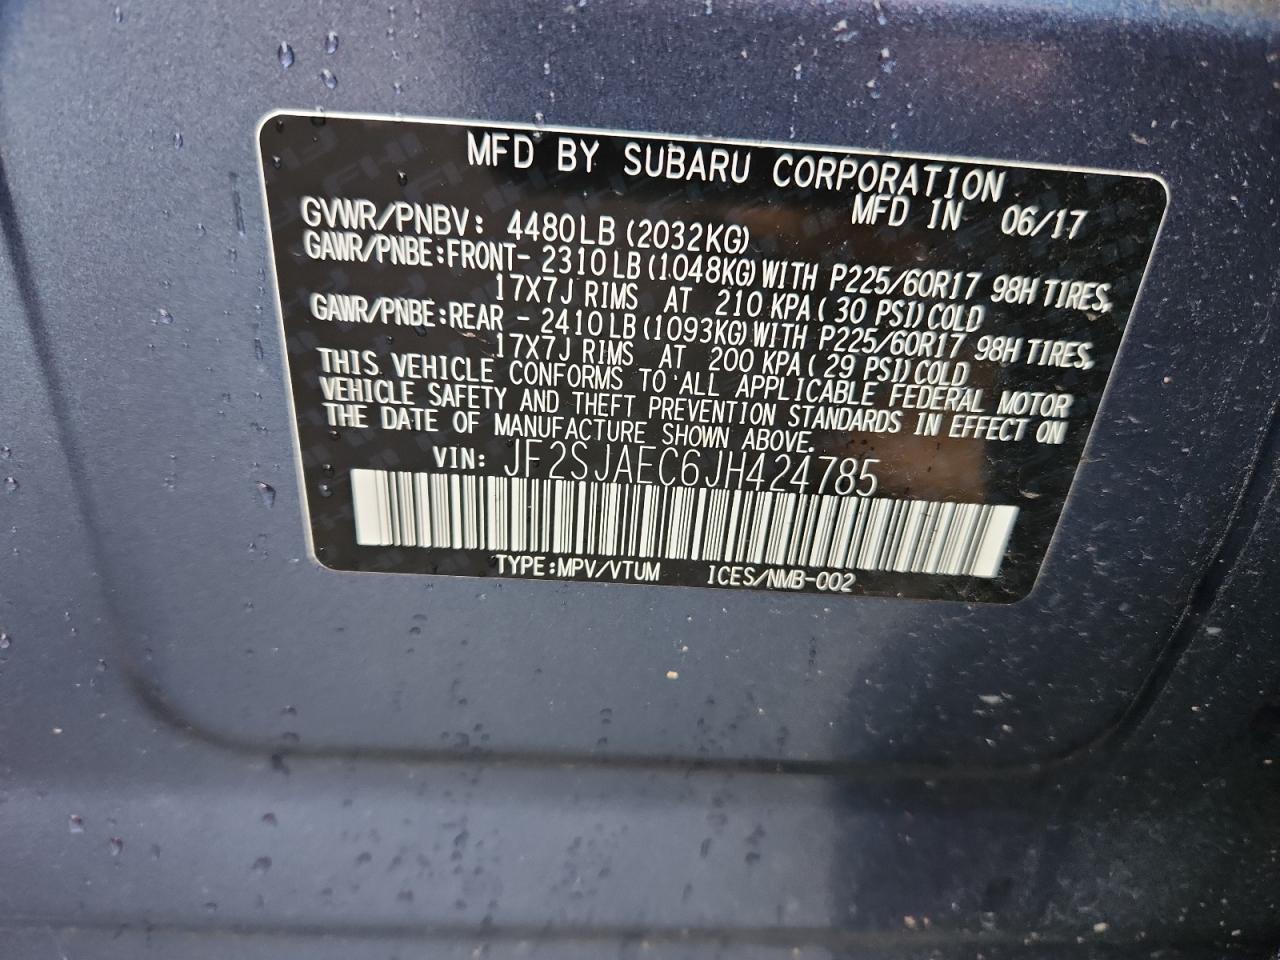 MFD BY SUBARU CORPORATION
MFD IN 06/17
GVWR/PNBV: 4480LB(2032KG)
GAWR/PNBE:FRONT- 2310LB(1048KG)WITH P225/60R17 98H TIRES,
17X7J RIMS AT 210 KPA( 30 PSI)COLD
GAWR/PNBE:REAR - 2410LB(1093KG)WITH P225/60R17 98H TIRES,
17X7J RIMS AT 200 KPA( 29 PSI)COLD
THIS VEHICLE CONFORMS TO ALL APPLICABLE FEDERAL MOTOR
VEHICLE SAFETY AND THEFT PREVENTION STANDARDS IN EFFECT ON
THE DATE OF MANUFACTURE SHOWN ABOVE.
VIN: JF2SJAEC6JH424785
TYPE:MPV/VTUM ICES/NMB-002